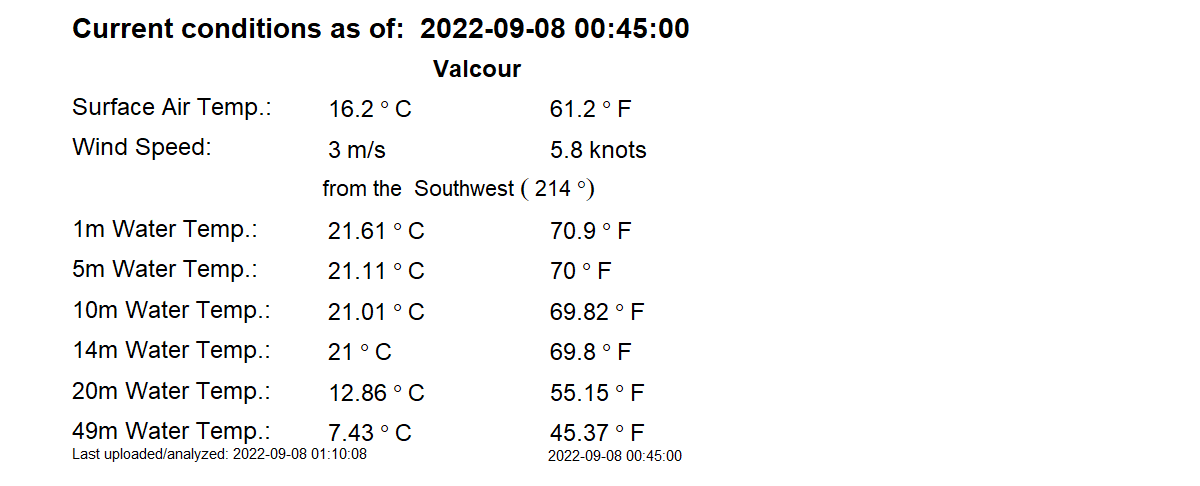 Current conditions as of: 2022-09-08 00:45:00
Valcour
Surface Air Temp.: 16.2 ° C 61.2 ° F
Wind Speed: 3 m/s 5.8 knots
from the Southwest ( 214 °)
1m Water Temp.: 21.61 ° C 70.9 ° F
5m Water Temp.: 21.11 ° C 70 ° F
10m Water Temp.: 21.01 ° C 69.82 ° F
14m Water Temp.: 21 ° C 69.8 ° F
20m Water Temp.: 12.86 ° C 55.15 ° F
49m Water Temp.: 7.43 ° C 45.37 ° F
Last uploaded/analyzed: 2022-09-08 01:10:08 2022-09-08 00:45:00